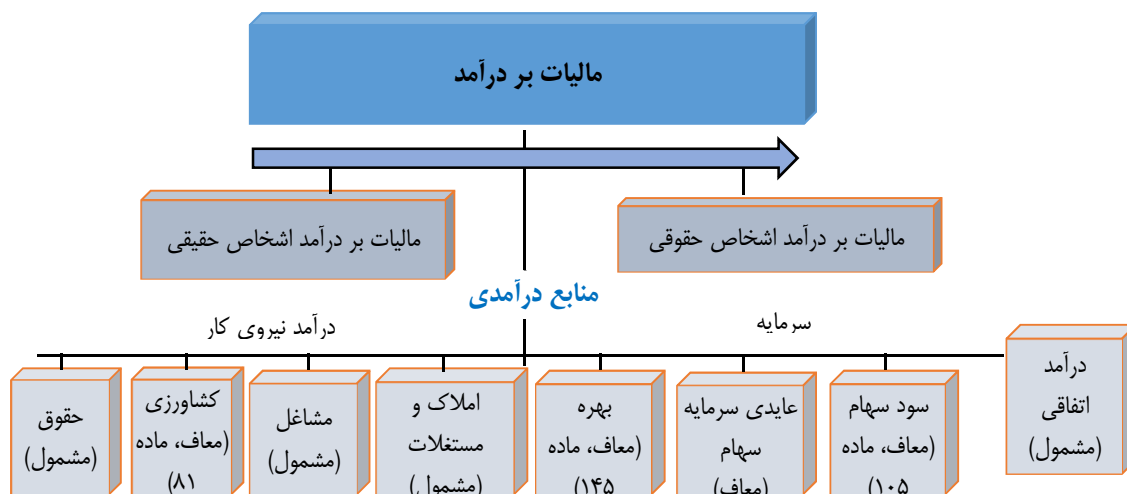 مالیات بر درآمد
مالیات بر درآمد اشخاص حقوقی
مالیات بر درآمد اشخاص حقیقی
منابع درآمدی
سرمایه
درآمد نیروی کار
درآمد
اتفاقی
(مشمول)
سود سهام
(معاف، ماده
۱۰۵)
عایدی سرمایه
سهام
(معاف)
بهره
(معاف، ماده
۱۴۵)
املاک و
مستغلات
(مشمول)
مشاغل
(مشمول)
کشاورزی
(معاف، ماده
۸۱)
حقوق
(مشمول)